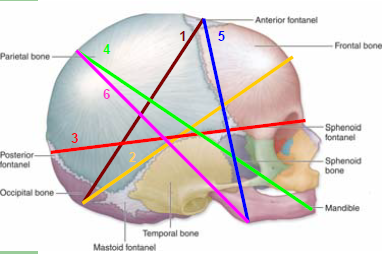 Anterior fontanel
1
5
4
Parietal bone
Frontal bone
6
3
Sphenoid
fontanel
2
Posterior
fontanel
Sphenoid
bone
Occipital bone
Mandible
Temporal bone
Mastoid fontanel